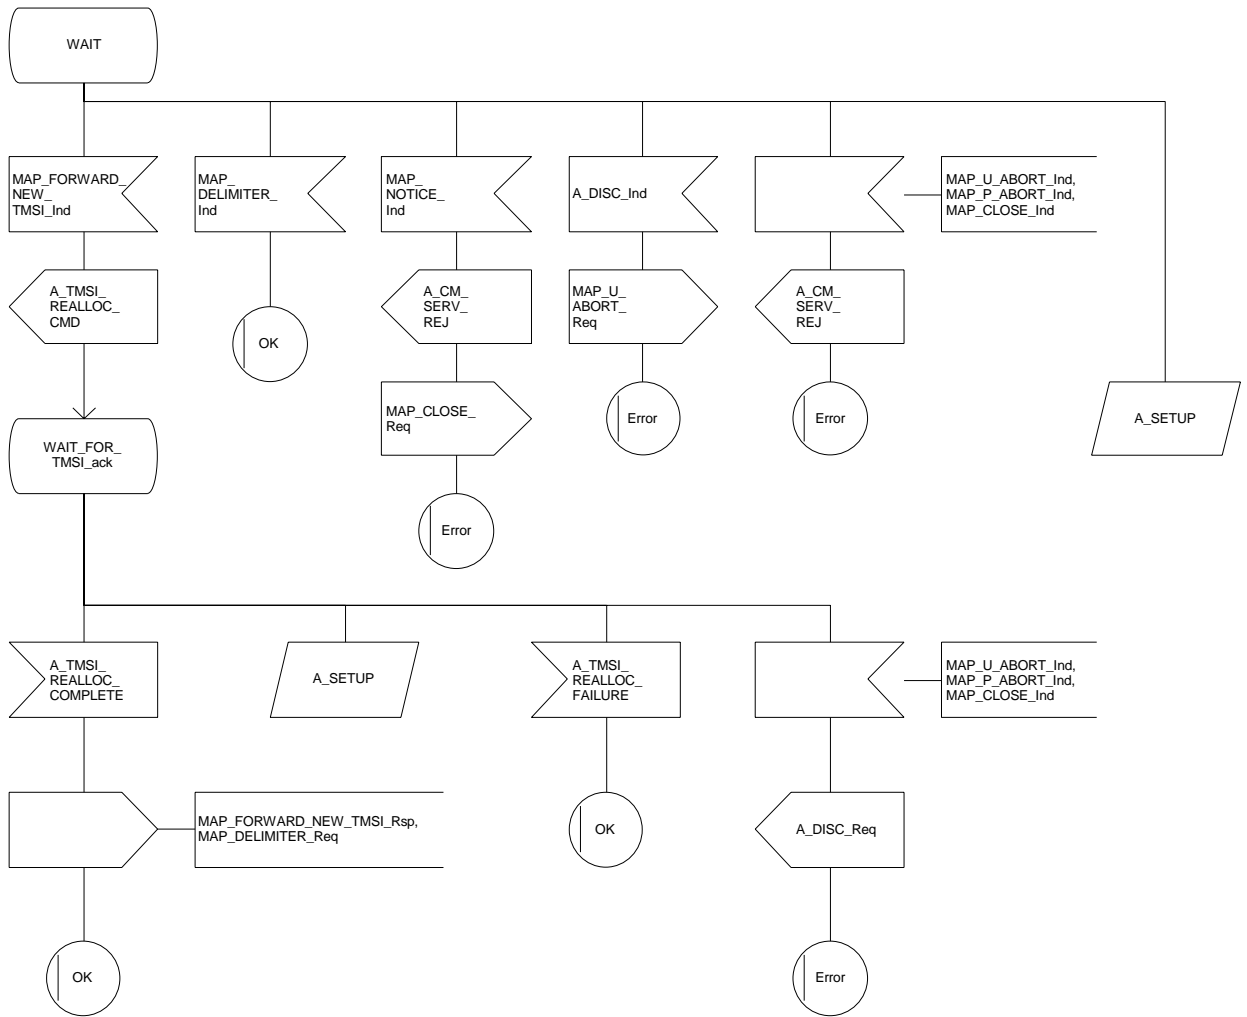 WAIT
MAP_FORWARD_
NEW_
TMSI_Ind
MAP_
DELIMITER_
Ind
MAP_
NOTICE_
Ind
A_DISC_Ind
MAP_U_ABORT_Ind,
MAP_P_ABORT_Ind,
MAP_CLOSE_Ind
A_TMSI_
REALLOC_
CMD
OK
A_CM_
SERV_
REJ
MAP_U_
ABORT_
Req
A_CM_
SERV_
REJ
MAP_CLOSE_
Req
Error
Error
A_SETUP
WAIT_FOR_
TMSI_ack
Error
A_TMSI_
REALLOC_
COMPLETE
A_SETUP
A_TMSI_
REALLOC_
FAILURE
MAP_U_ABORT_Ind,
MAP_P_ABORT_Ind,
MAP_CLOSE_Ind
MAP_FORWARD_NEW_TMSI_Rsp,
MAP_DELIMITER_Req
OK
A_DISC_Req
OK
Error